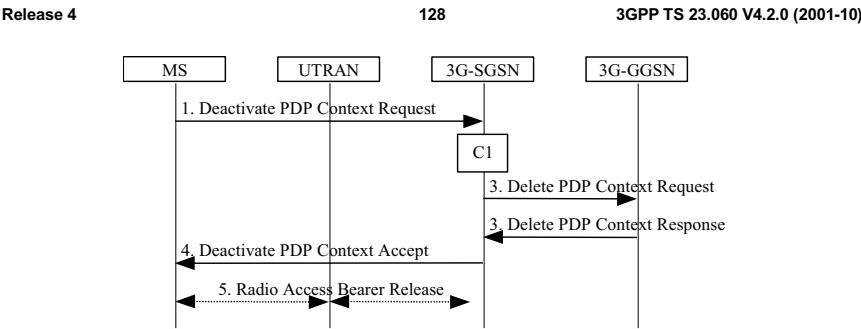 Release 4 128 3GPP TS 23.060 V4.2.0 (2001-10)
MS UTRAN 3G-SGSN 3G-GGSN
1. Deactivate PDP Context Request
C1
3. Delete PDP Context Request
3. Delete PDP Context Response
4. Deactivate PDP Context Accept
5. Radio Access Bearer Release